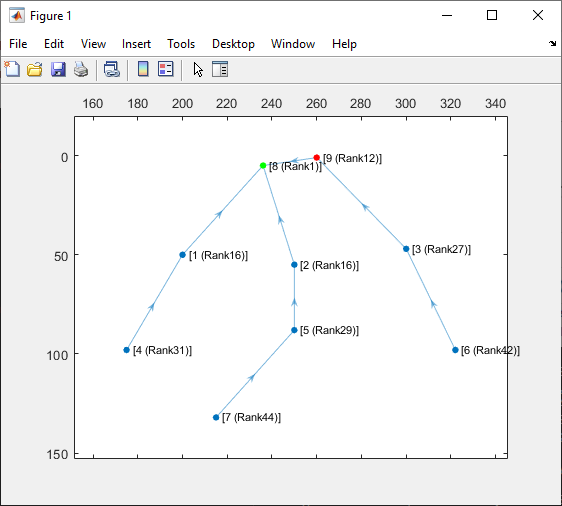 Figure 1
File Edit View Insert Tools Desktop Window Help
160 180 200 220 240 260 280 300 320 340
0
[9 (Rank12)]
[8 (Rank1)]
[3 (Rank27)]
50
[1 (Rank16)]
[2 (Rank16)]
[5 (Rank29)]
100
[4 (Rank31)]
[6 (Rank42)]
[7 (Rank44)]
150